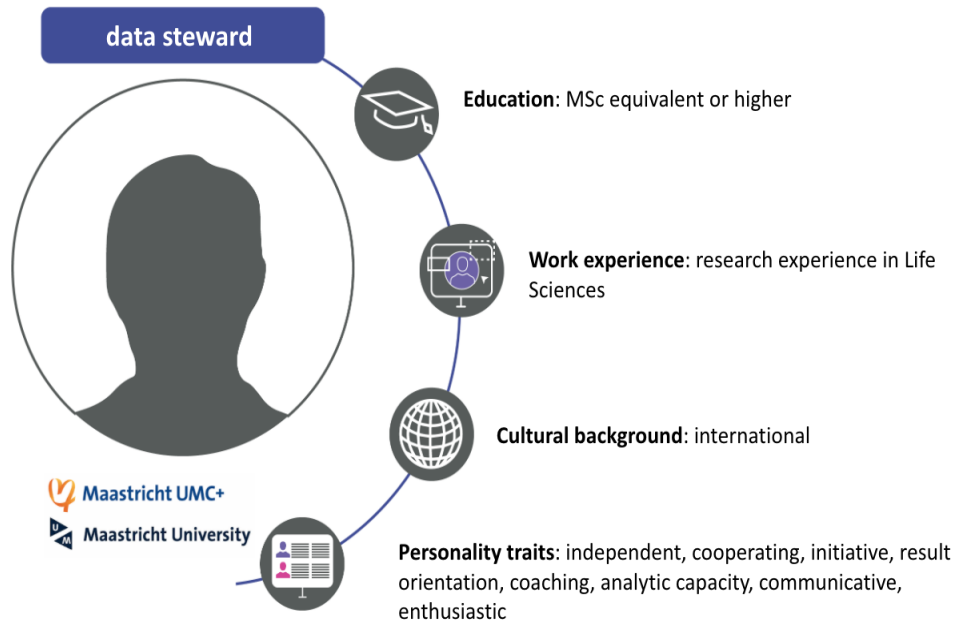 data steward
Education: MSc equivalent or higher
Work experience: research experience in Life
Sciences
Cultural background: international
Maastricht UMC+
UM
Maastricht University
Personality traits: independent, cooperating, initiative, result
orientation, coaching, analytic capacity, communicative,
enthusiastic